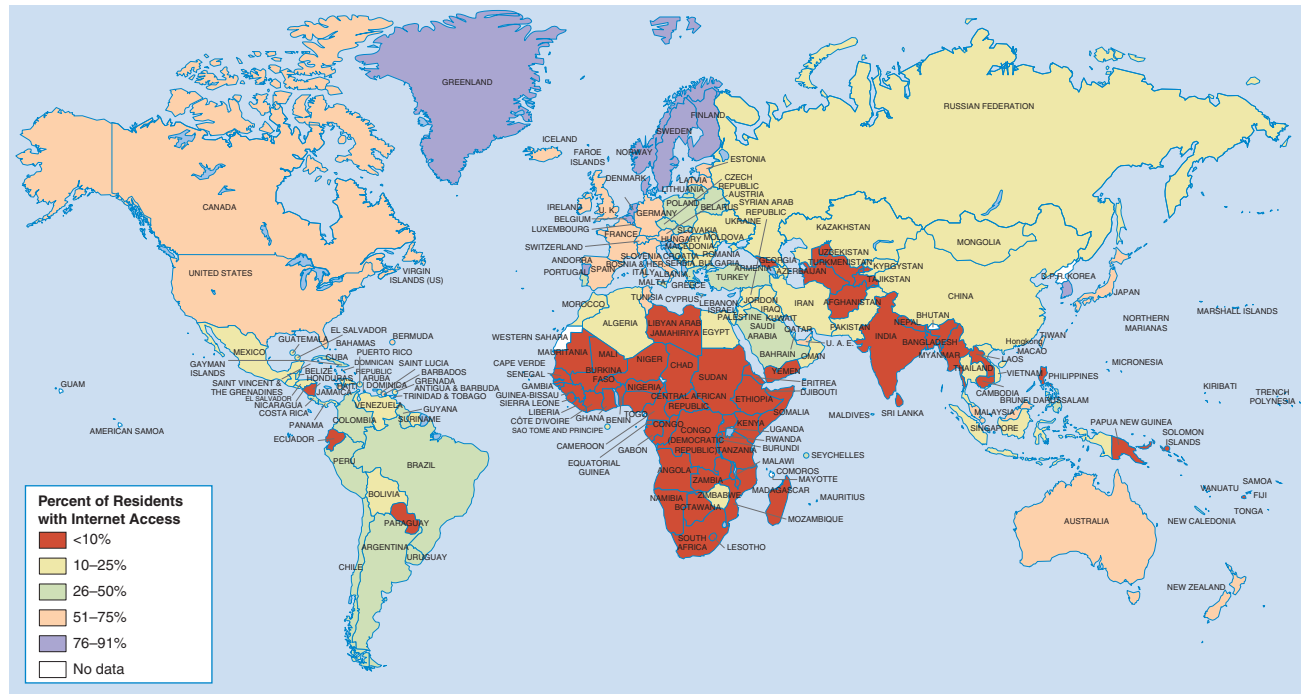 GREENLAND
RUSSIAN FEDERATION
FINLAND
SWEDEN
ICELAND
FAROE
ISLANDS
NORWAY
ESTONIA
DENMARK
LATVIA
CZECH
REPUBLIC
LITHUANIA
AUSTRIA
POLAND
SYRIAN ARAB
REPUBLIC
BELARUS
CANADA
IRELAND
U. K.
GERMANY
BELGIUM
UKRAINE
LUXEMBOURG
FRANCE
SLOVAKIA
KAZAKHSTAN
HUNGARY
MOLDOVA
MONGOLIA
SWITZERLAND
MACEDONIA
UZBEKISTAN
SLOVENIA
CROATIA
ROMANIA
GEORGIA
TURKMENISTAN
KYRGYSTAN
ANDORRA
BOSNIA & HER
SERBIA
BULGARIA
ARMENIA
AZERBAIJAN
VIRGIN
ISLANDS (US)
UNITED STATES
PORTUGAL
SPAIN
ITALY
ALBANIA
TURKEY
TAJIKSTAN
D.P.R. KOREA
MALTA
GREECE
JAPAN
TUNISIA
CYPRUS
LEBANON
JORDON
IRAN
AFGHANISTAN
CHINA
MOROCCO
ISRAEL
IRAQ
PALESTINE
KUWAIT
BHUTAN
NORTHERN
MARIANAS
MARSHALL ISLANDS
ALGERIA
LIBYAN ARAB
JAMAHIRIYA
EGYPT
SAUDI
ARABIA
QATAR
PAKISTAN
NEPAL
TIWAN
EL SALVADOR
BERMUDA
WESTERN SAHARA
INDIA
Hongkong
GUATEMALA
BAHAMAS
U. A. E.
BANGLADESH
MACAO
MEXICO
CUBA
PUERTO RICO
MAURITANIA
MALI
BAHRAIN
OMAN
MYANMAR
LAOS
GAYMAN
ISLANDS
BELIZE
DOMNICAN
REPUBLIC
SAINT LUCIA
CAPE VERDE
NIGER
CHAD
THAILAND
MICRONESIA
HONDURAS
BARBADOS
SENEGAL
BURKINA
FASO
SUDAN
YEMEN
VIETNAM
PHILIPPINES
GUAM
SAINT VINCENT &
THE GRENADINES
HAITI
ARUBA
GRENADA
GAMBIA
NIGERIA
ERITREA
KIRIBATI
JAMAICA
DOMINICA
ANTIGUA & BARBUDA
GUINEA-BISSAU
DJIBOUTI
CAMBODIA
EL SALVADOR
TRINIDAD & TOBAGO
SIERRA LEONE
CENTRAL AFRICAN
REPUBLIC
ETHIOPIA
BRUNEI DARUSSALAM
TRENCH
POLYNESIA
NICARAGUA
VENEZUELA
GUYANA
LIBERIA
GHANA
TOGO
SOMALIA
MALDIVES
SRI LANKA
MALAYSIA
COSTA RICA
BENIN
CÔTE D'IVOIRE
PANAMA
COLOMBIA
SURINAME
SAO TOME AND PRINCIPE
CONGO
CONGO
(DEMOCRATIC
REPUBLIC)
KENYA
UGANDA
SINGAPORE
PAPUA NEW GUINEA
AMERICAN SAMOA
ECUADOR
CAMEROON
RWANDA
SOLOMON
ISLANDS
GABON
TANZANIA
BURUNDI
SEYCHELLES
PERU
BRAZIL
EQUATORIAL
GUINEA
ANGOLA
MALAWI
COMOROS
MAYOTTE
ZAMBIA
SAMOA
BOLIVIA
NAMIBIA
ZIMBABWE
MADAGASCAR
MAURITIUS
VANUATU
FIJI
BOTAWANA
TONGA
PARAGUAY
MOZAMBIQUE
AUSTRALIA
NEW CALEDONIA
ARGENTINA
SOUTH
AFRICA
LESOTHO
URUGUAY
CHILE
NEW ZEALAND
Percent of Residents
with Internet Access
<10%
10–25%
26–50%
51–75%
76–91%
No data